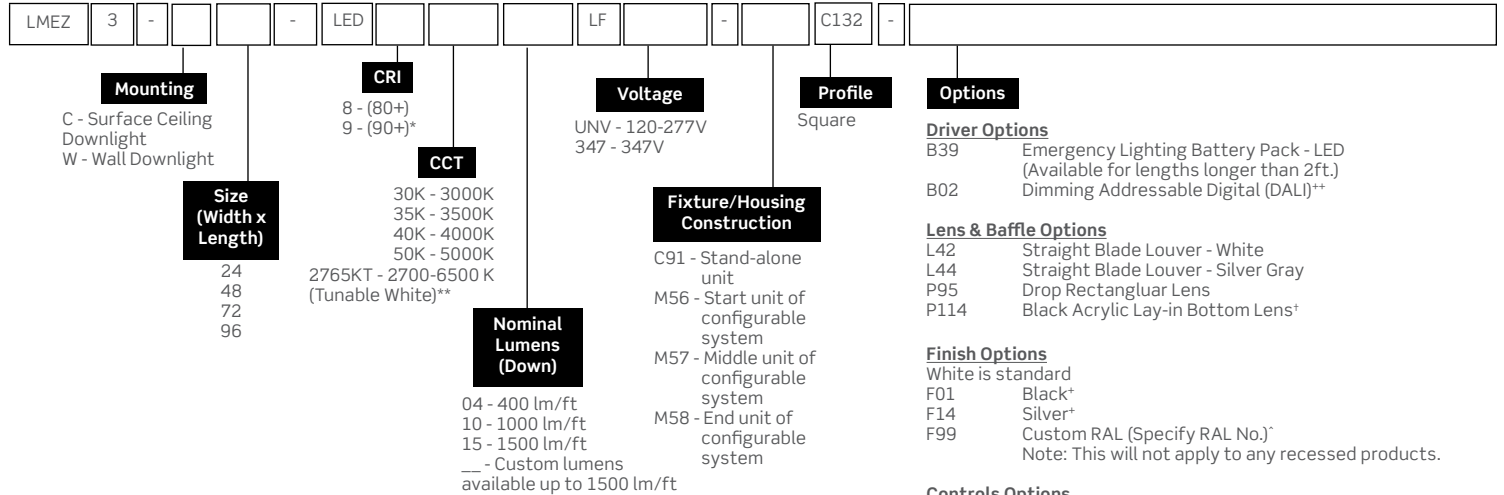 LMEZ 3 - - LED LF - C132 -
Mounting
C - Surface Ceiling
Downlight
W - Wall Downlight
Size
(Width x
Length)
24
48
72
96
CRI
8 - (80+)
9 - (90+)*
CCT
30K - 3000K
35K - 3500K
40K - 4000K
50K - 5000K
2765KT - 2700-6500 K
(Tunable White)**
Nominal
Lumens
(Down)
04 - 400 lm/ft
10 - 1000 lm/ft
15 - 1500 lm/ft
__ - Custom lumens
available up to 1500 lm/ft
Voltage
UNV - 120-277V
347 - 347V
Fixture/Housing
Construction
C91 - Stand-alone
unit
M56 - Start unit of
configurable
system
M57 - Middle unit of
configurable
system
M58 - End unit of
configurable
system
Profile
Square
Options
Driver Options
B39 Emergency Lighting Battery Pack - LED
(Available for lengths longer than 2ft.)
B02 Dimming Addressable Digital (DALI)++
Lens & Baffle Options
L42 Straight Blade Louver - White
L44 Straight Blade Louver - Silver Gray
P95 Drop Rectangluar Lens
P114 Black Acrylic Lay-in Bottom Lens+
Finish Options
White is standard
F01 Black+
F14 Silver+
F99 Custom RAL (Specify RAL No.)^
Note: This will not apply to any recessed products.
Controls Options